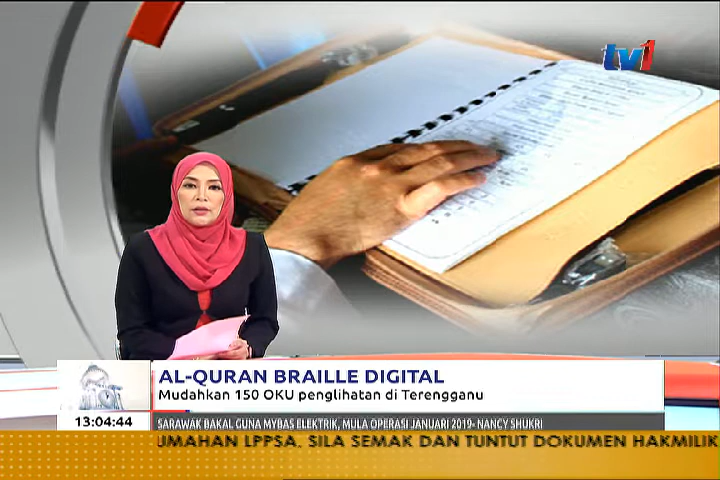 tv1
AL-QURAN BRAILLE DIGITAL
Mudahkan 150 OKU penglihatan di Terengganu
13:04:44
SARAWAK BAKAL GUNA MYBAS ELEKTRIK, MULA OPERASI JANUARI 2019- NANCY SHUKRI
UMAHAN LPPSA. SILA SEMAK DAN TUNTUT DOKUMEN HAKMILIK